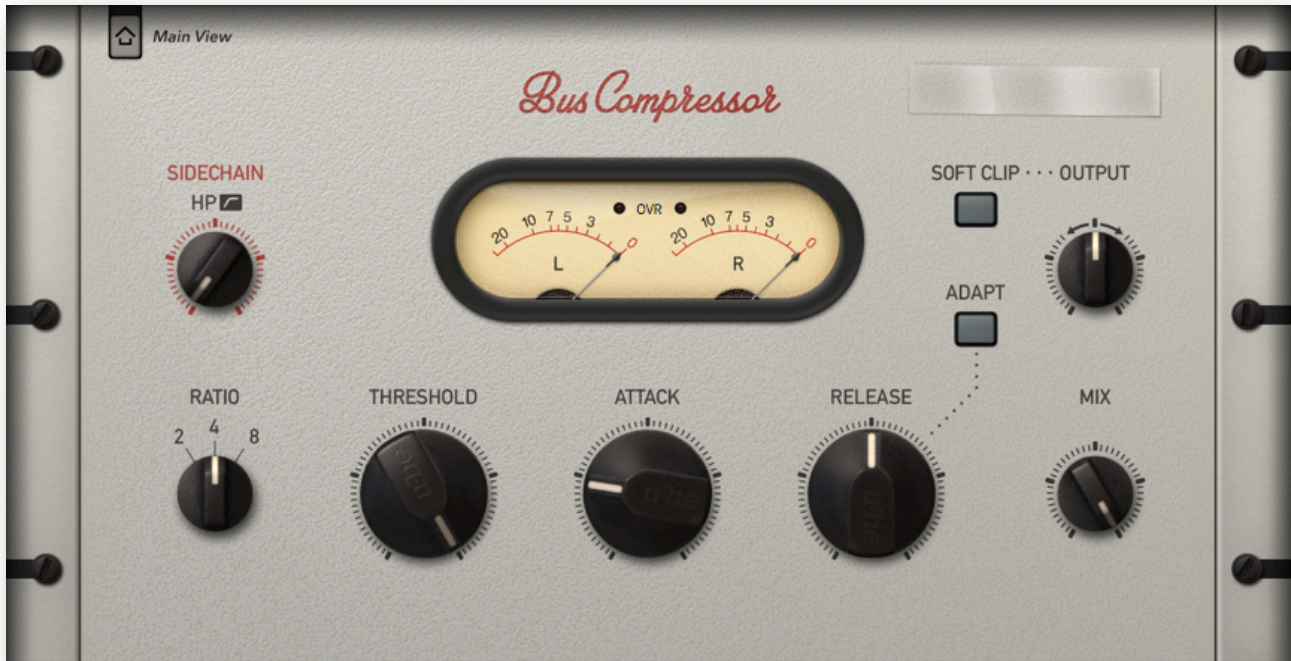 Main View
Bus Compressor
SIDECHAIN
HP
SOFT CLIP ··· OUTPUT
OVR
20 10 7 5 3 0
L
20 10 7 5 3 0
R
ADAPT
RATIO
2 4 8
THRESHOLD
u-he
ATTACK
u-he
RELEASE
u-he
MIX